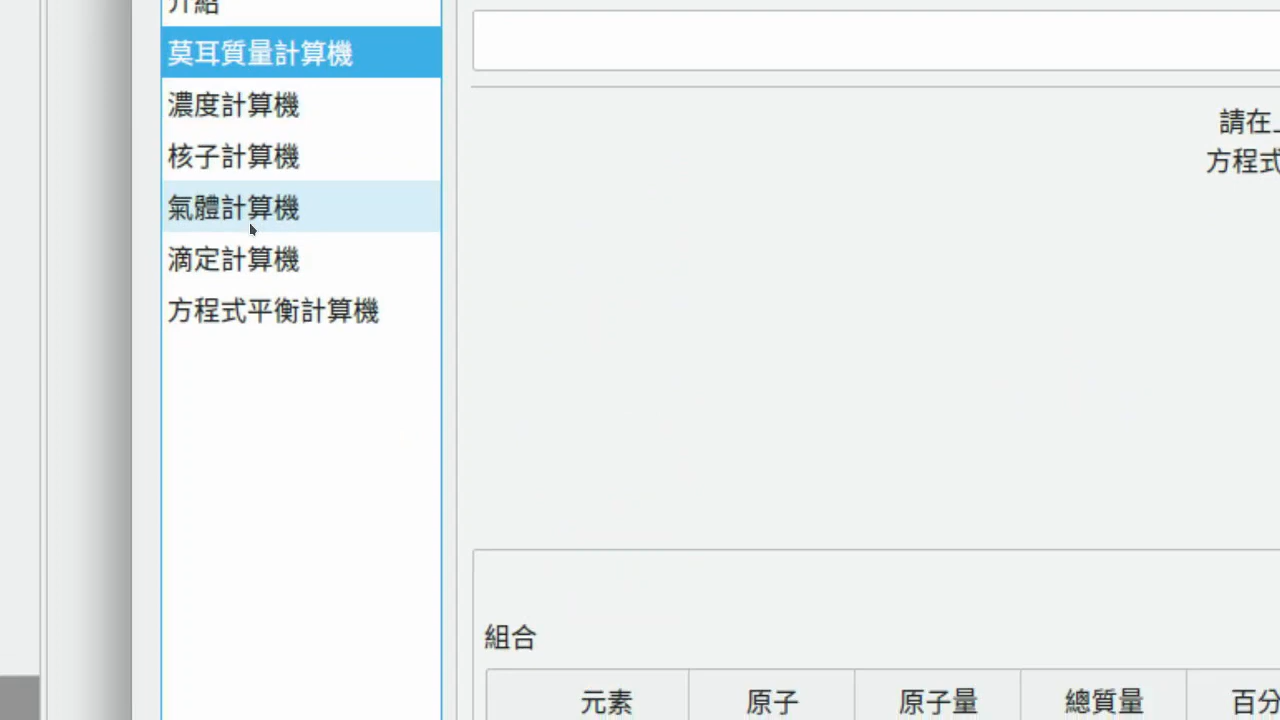 介紹
莫耳質量計算機
濃度計算機
核子計算機
氣體計算機
滴定計算機
方程式平衡計算機
請在
方程式
組合
元素
原子
原子量
總質量
百分